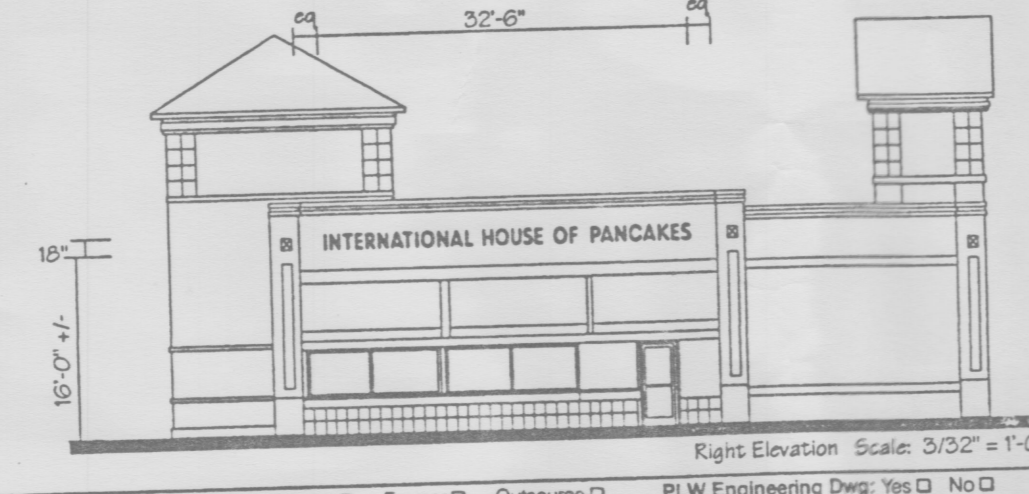 eq 32'-6" eq
INTERNATIONAL HOUSE OF PANCAKES
18"
16'-0" +/-
Right Elevation Scale: 3/32" = 1'-
Outsource PLW Engineering Dwg: Yes No